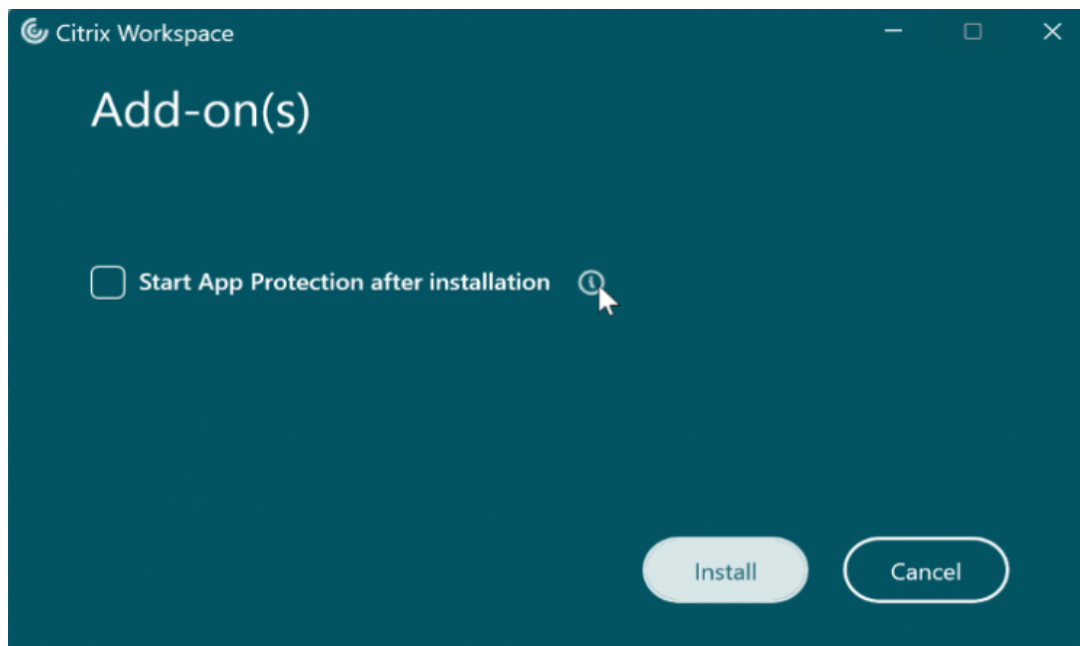 Citrix Workspace
Add-on(s)
Start App Protection after installation
Install Cancel